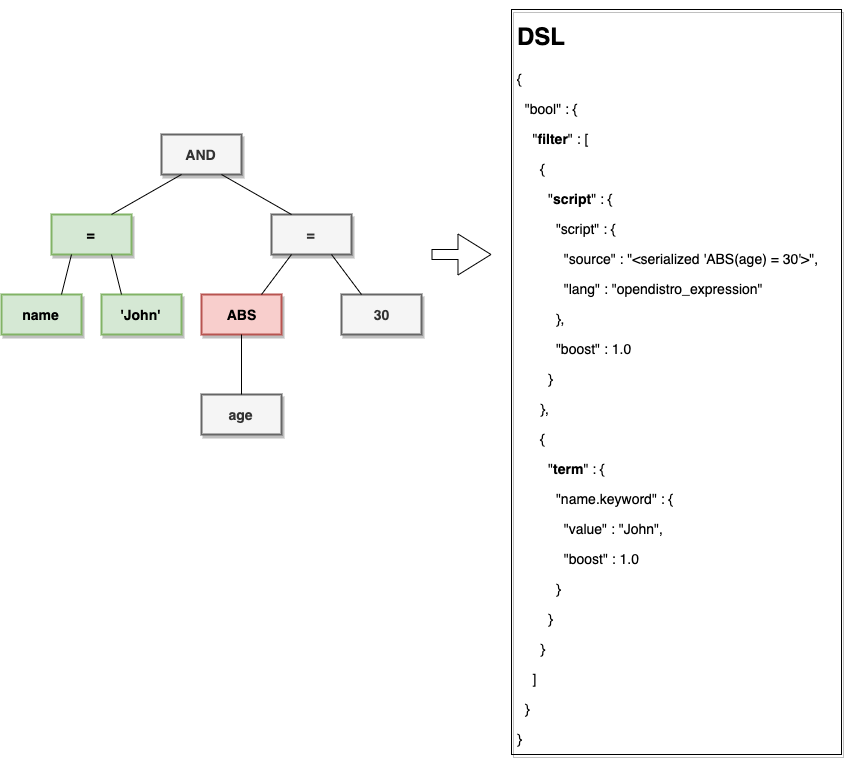 AND
=
=
name
'John'
ABS
30
age
DSL
{
"bool" : {
"filter" : [
{
"script" : {
"script" : {
"source" : "<serialized 'ABS(age) = 30'>",
"lang" : "opendistro_expression"
},
"boost" : 1.0
}
},
{
"term" : {
"name.keyword" : {
"value" : "John",
"boost" : 1.0
}
}
}
]
}
}